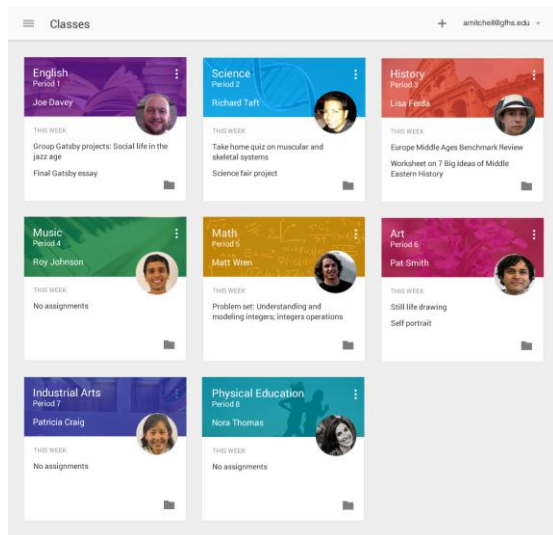 Classes
amitchell@gfhs.edu
English
Period 1
Joe Davey
THIS WEEK
Group Gatsby projects: Social life in the
jazz age
Final Gatsby essay
Science
Period 2
Richard Taft
THIS WEEK
Take home quiz on muscular and
skeletal systems
Science fair project
History
Period 3
Lisa Ferda
THIS WEEK
Europe Middle Ages Benchmark Review
Worksheet on 7 Big Ideas of Middle
Eastern History
Music
Period 4
Roy Johnson
THIS WEEK
No assignments
Math
Period 5
Matt Wren
THIS WEEK
Problem set: Understanding and
modeling integers; integers operations
Art
Period 6
Pat Smith
THIS WEEK
Still life drawing
Self portrait
Industrial Arts
Period 7
Patricia Craig
THIS WEEK
No assignments
Physical Education
Period 8
Nora Thomas
THIS WEEK
No assignments